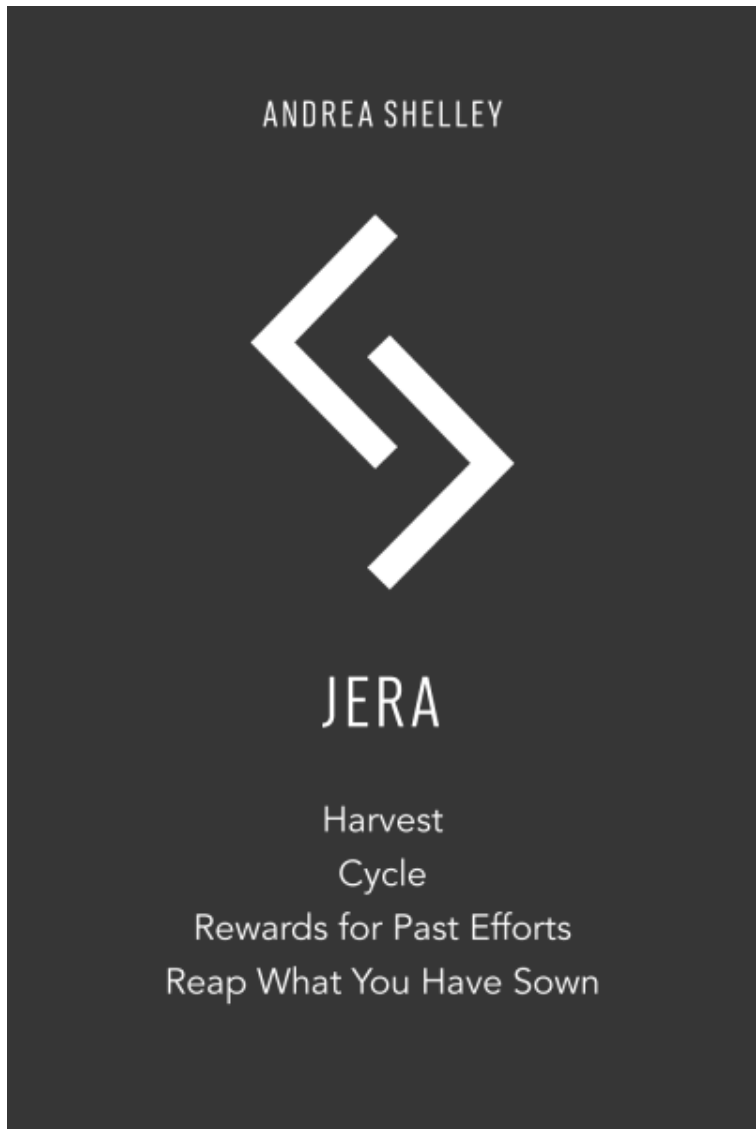 ANDREA SHELLEY
JERA
Harvest
Cycle
Rewards for Past Efforts
Reap What You Have Sown